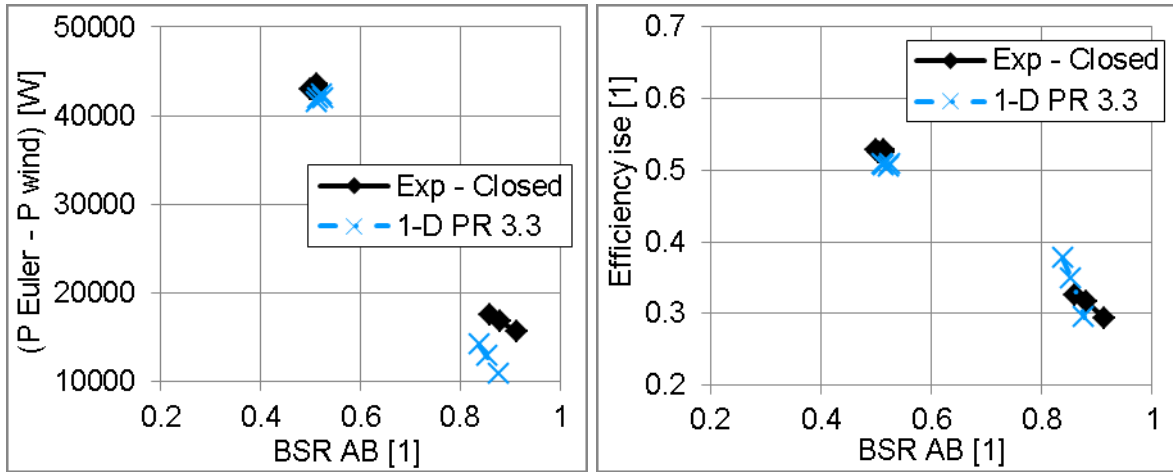 (P Euler - P wind) [W]
50000
40000
30000
20000
10000
Exp - Closed
1-D PR 3.3
0.2
0.4
0.6
0.8
1
BSR AB [1]
Efficiency ise [1]
0.7
0.6
0.5
0.4
0.3
0.2
Exp - Closed
1-D PR 3.3
0.2
0.4
0.6
0.8
1
BSR AB [1]